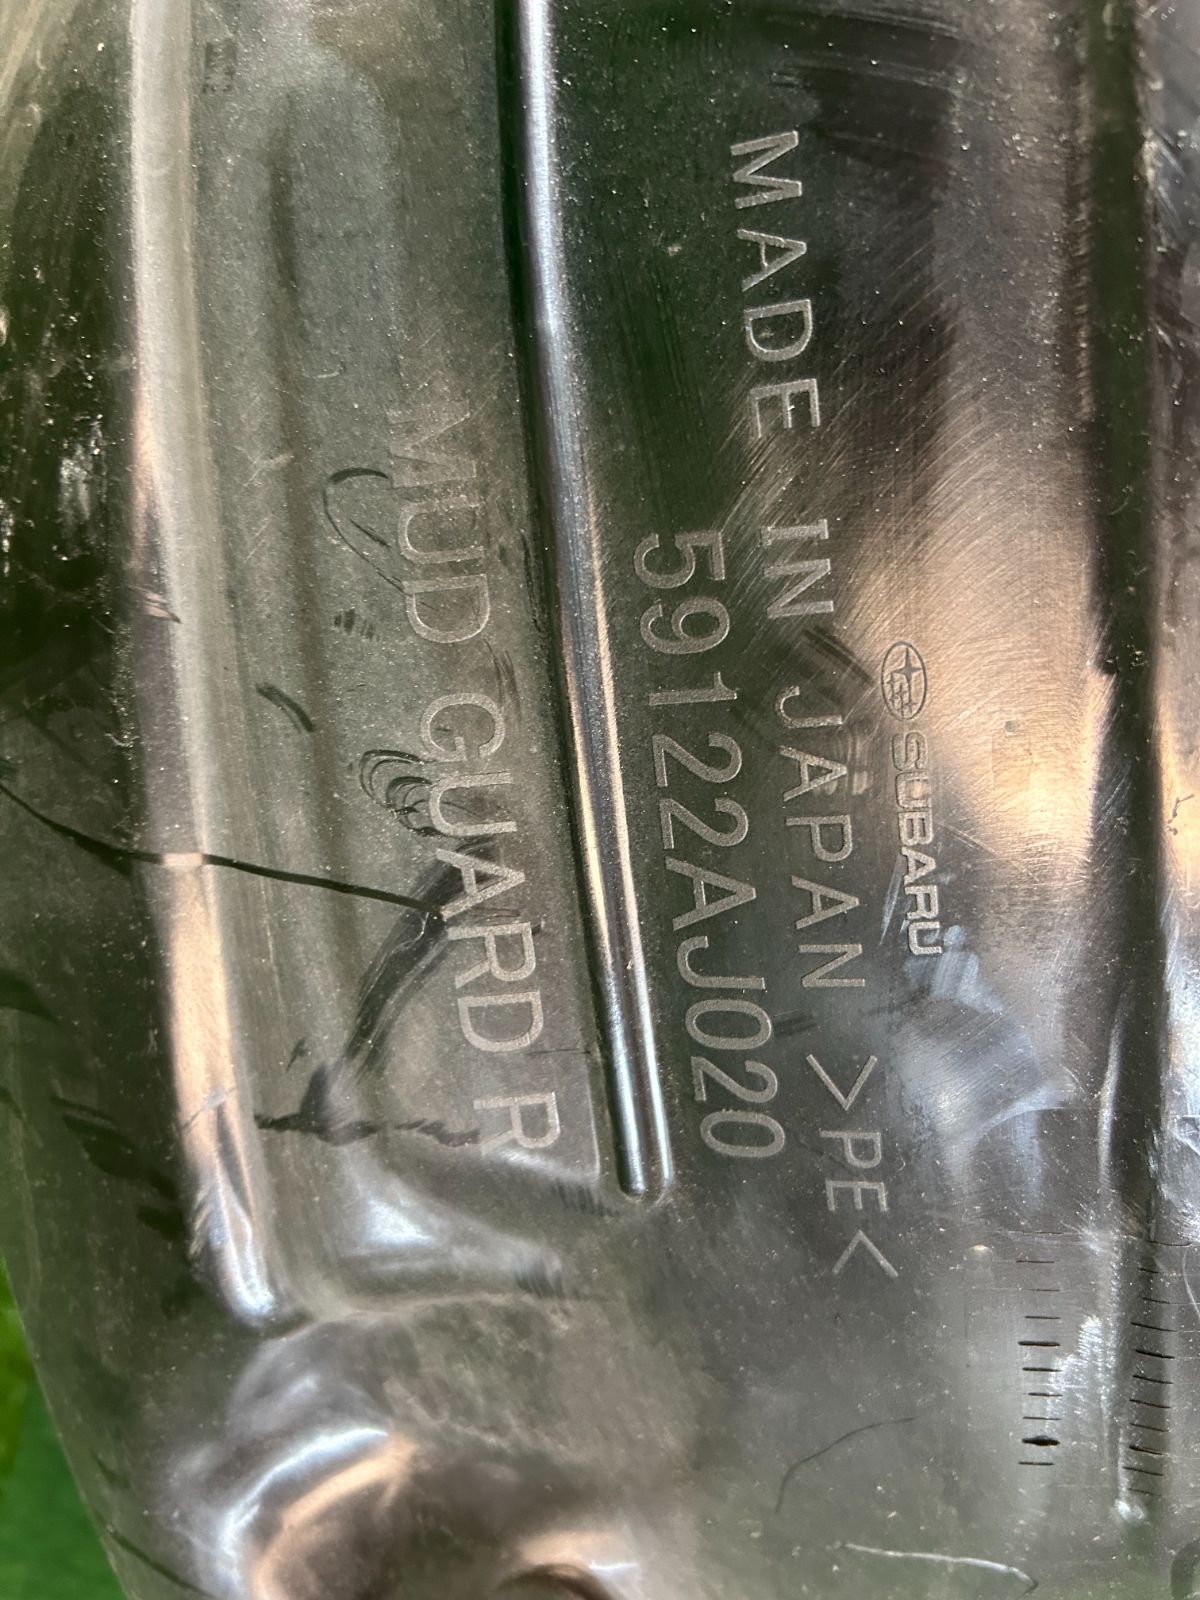 SUBARU
MADE IN JAPAN >PE<
59122AJ020
MUD GUARD R